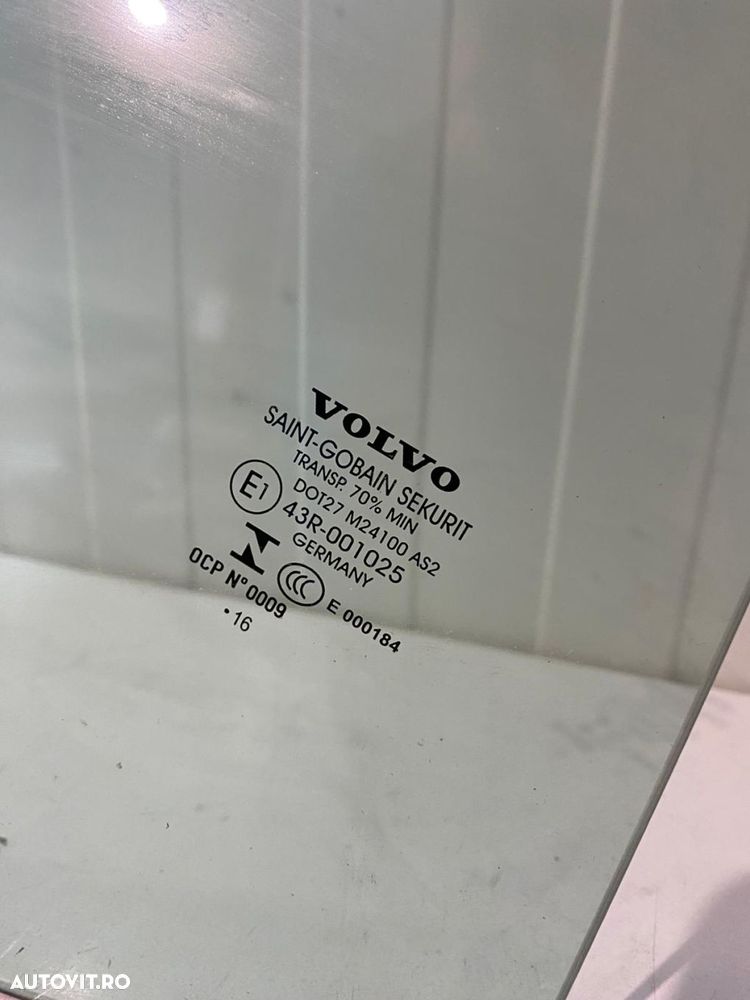 VOLVO
SAINT-GOBAIN SEKURIT
TRANSP. 70% MIN
DOT27 M24100 AS2
E1 43R-001025
GERMANY
CCC E 000184
OCP N°0009
•16
AUTOVIT.RO